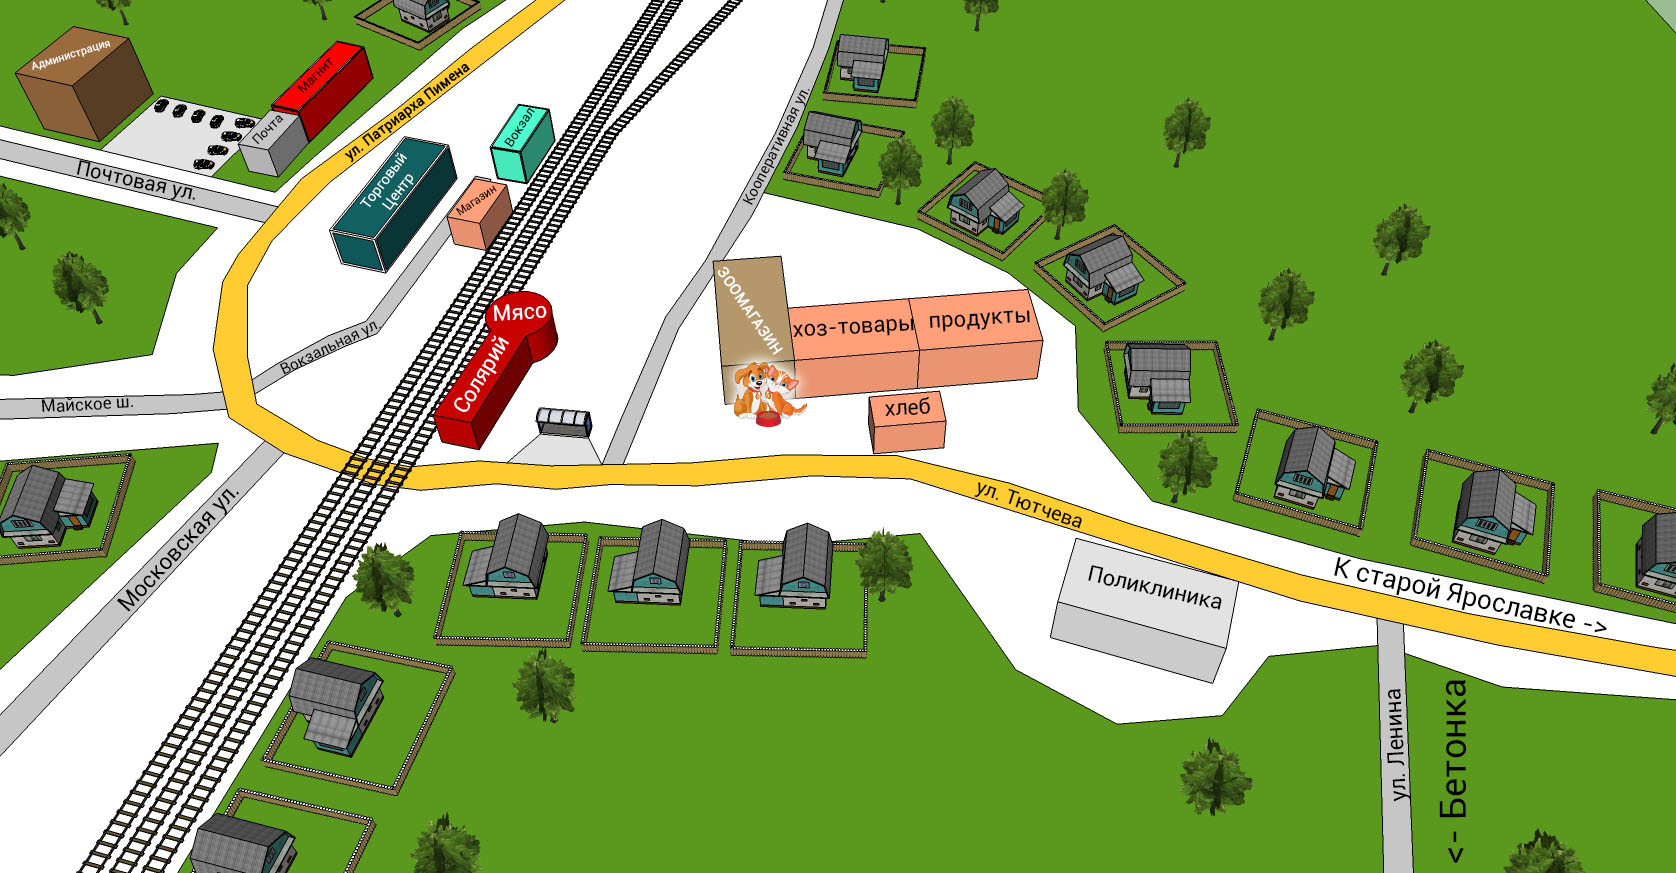 Администрация
Магнит
Почта
ул. Патриарха Пимена
Почтовая ул.
Торговый
Центр
Вокзал
Магазин
Кооперативная ул.
Вокзальная ул.
Майское ш.
Московская ул.
Мясо
Солярий
зоомагазин
хоз-товары
продукты
хлеб
ул. Тютчева
Поликлиника
К старой Ярославке ->
ул. Ленина
<- Бетонка